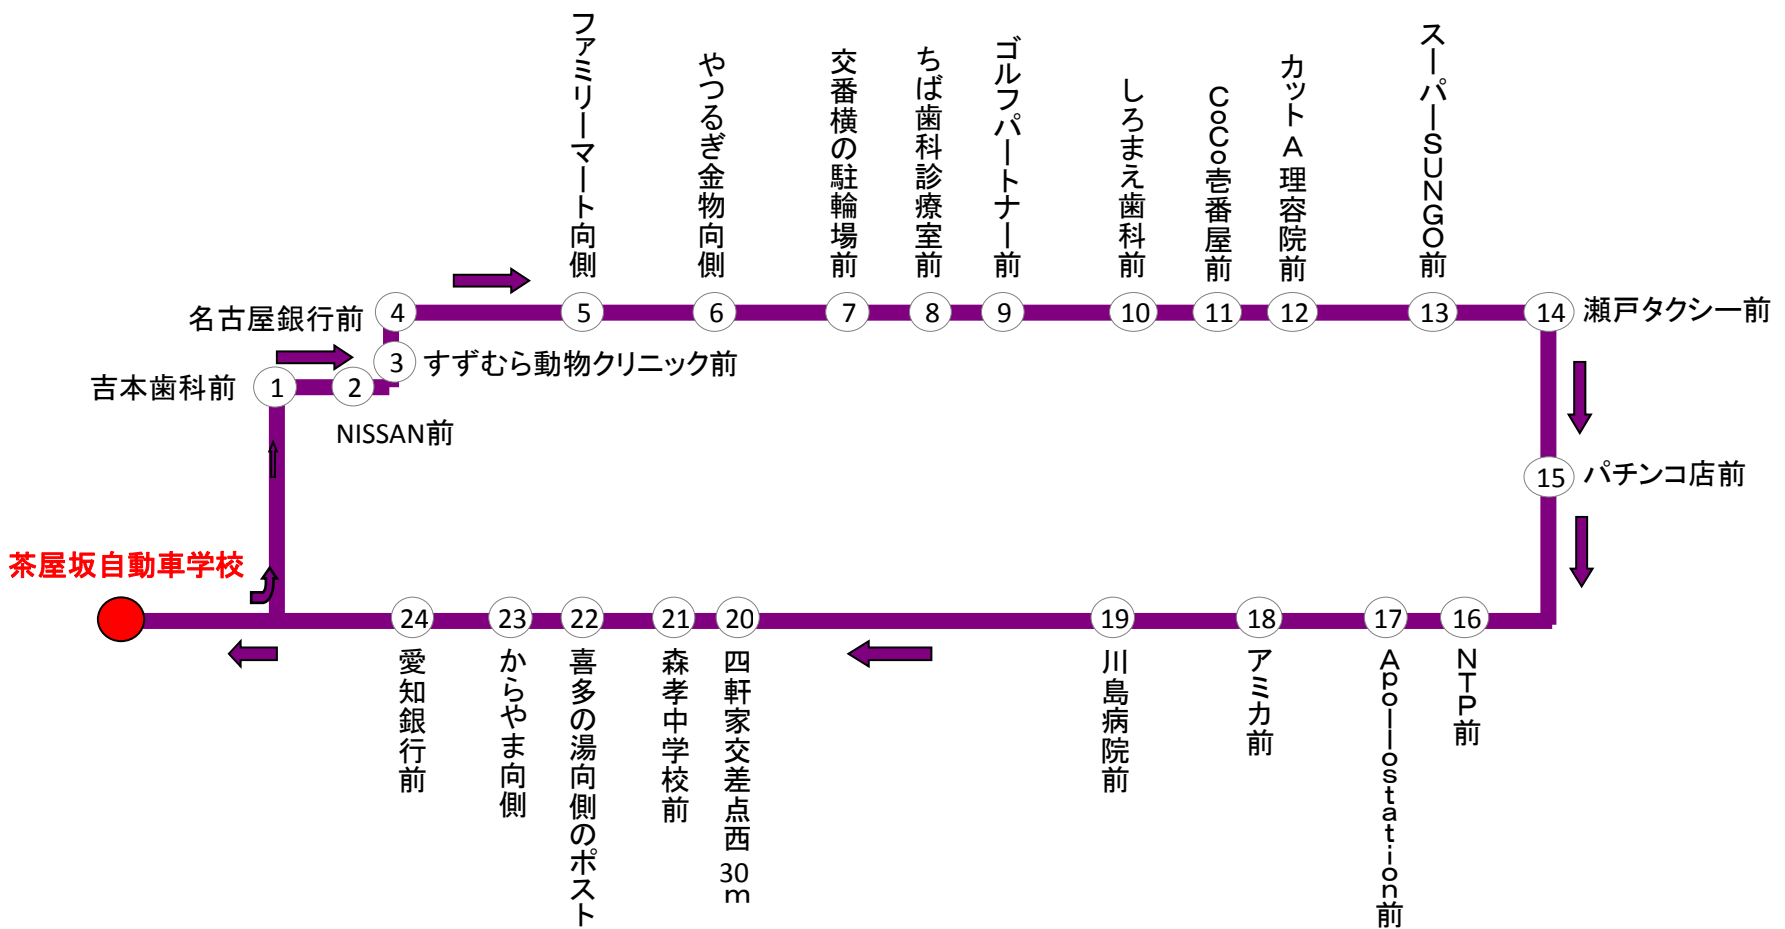 茶屋坂自動車学校
1
吉本歯科前
2
NISSAN前
3
すずむら動物クリニック前
4
名古屋銀行前
5
ファミリーマート向側
6
やつるぎ金物向側
7
交番横の駐輪場前
8
ちば歯科診療室前
9
ゴルフパートナー前
10
しろまえ歯科前
11
CoCo壱番屋前
12
カットA理容院前
13
スーパーSUNGO前
14
瀬戸タクシー前
15
パチンコ店前
16
NTP前
17
Apollostation前
18
アミカ前
19
川島病院前
20
四軒家交差点西30m
21
森孝中学校前
22
喜多の湯向側のポスト
23
からやま向側
24
愛知銀行前